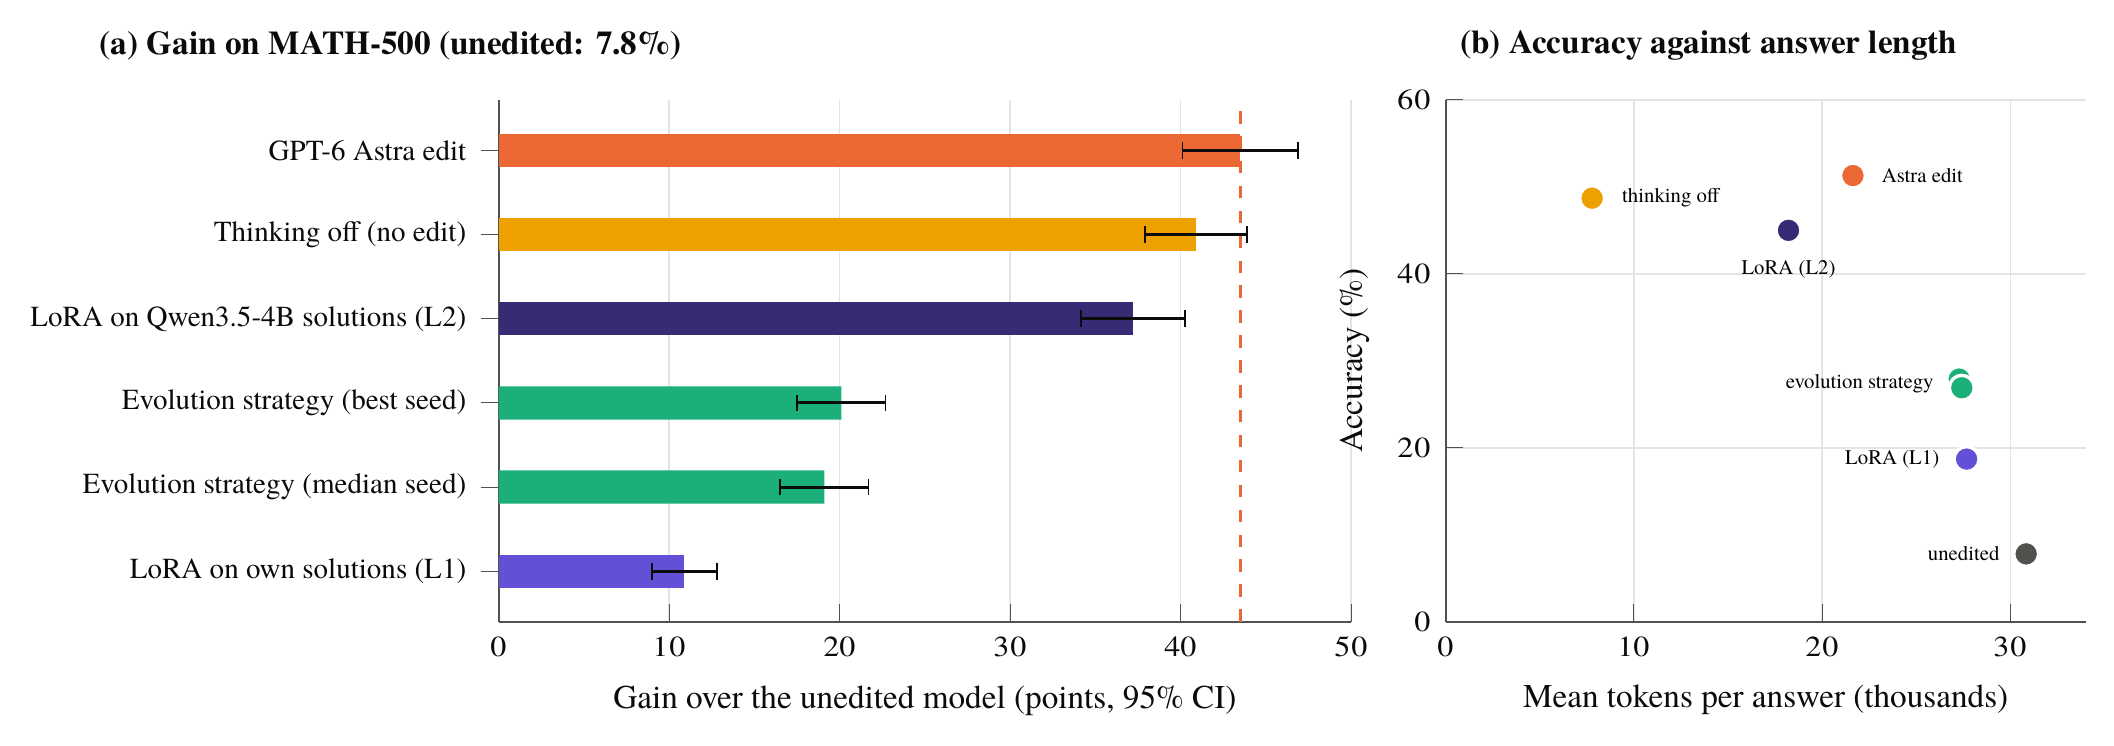 (a) Gain on MATH-500 (unedited: 7.8%)
GPT-6 Astra edit
Thinking off (no edit)
LoRA on Qwen3.5-4B solutions (L2)
Evolution strategy (best seed)
Evolution strategy (median seed)
LoRA on own solutions (L1)
0 10 20 30 40 50
Gain over the unedited model (points, 95% CI)
(b) Accuracy against answer length
Accuracy (%)
60
40
20
0
Astra edit
thinking off
LoRA (L2)
evolution strategy
LoRA (L1)
unedited
0 10 20 30
Mean tokens per answer (thousands)